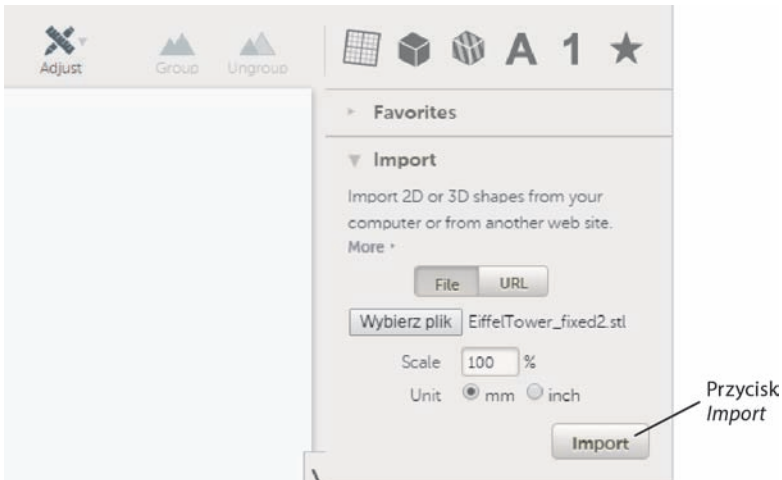 Adjust Group Ungroup A 1
Favorites
Import
Import 2D or 3D shapes from your
computer or from another web site.
More
File URL
Wybierz plik EiffelTower_fixed2.stl
Scale 100 %
Unit mm inch
Przycisk
Import
Import